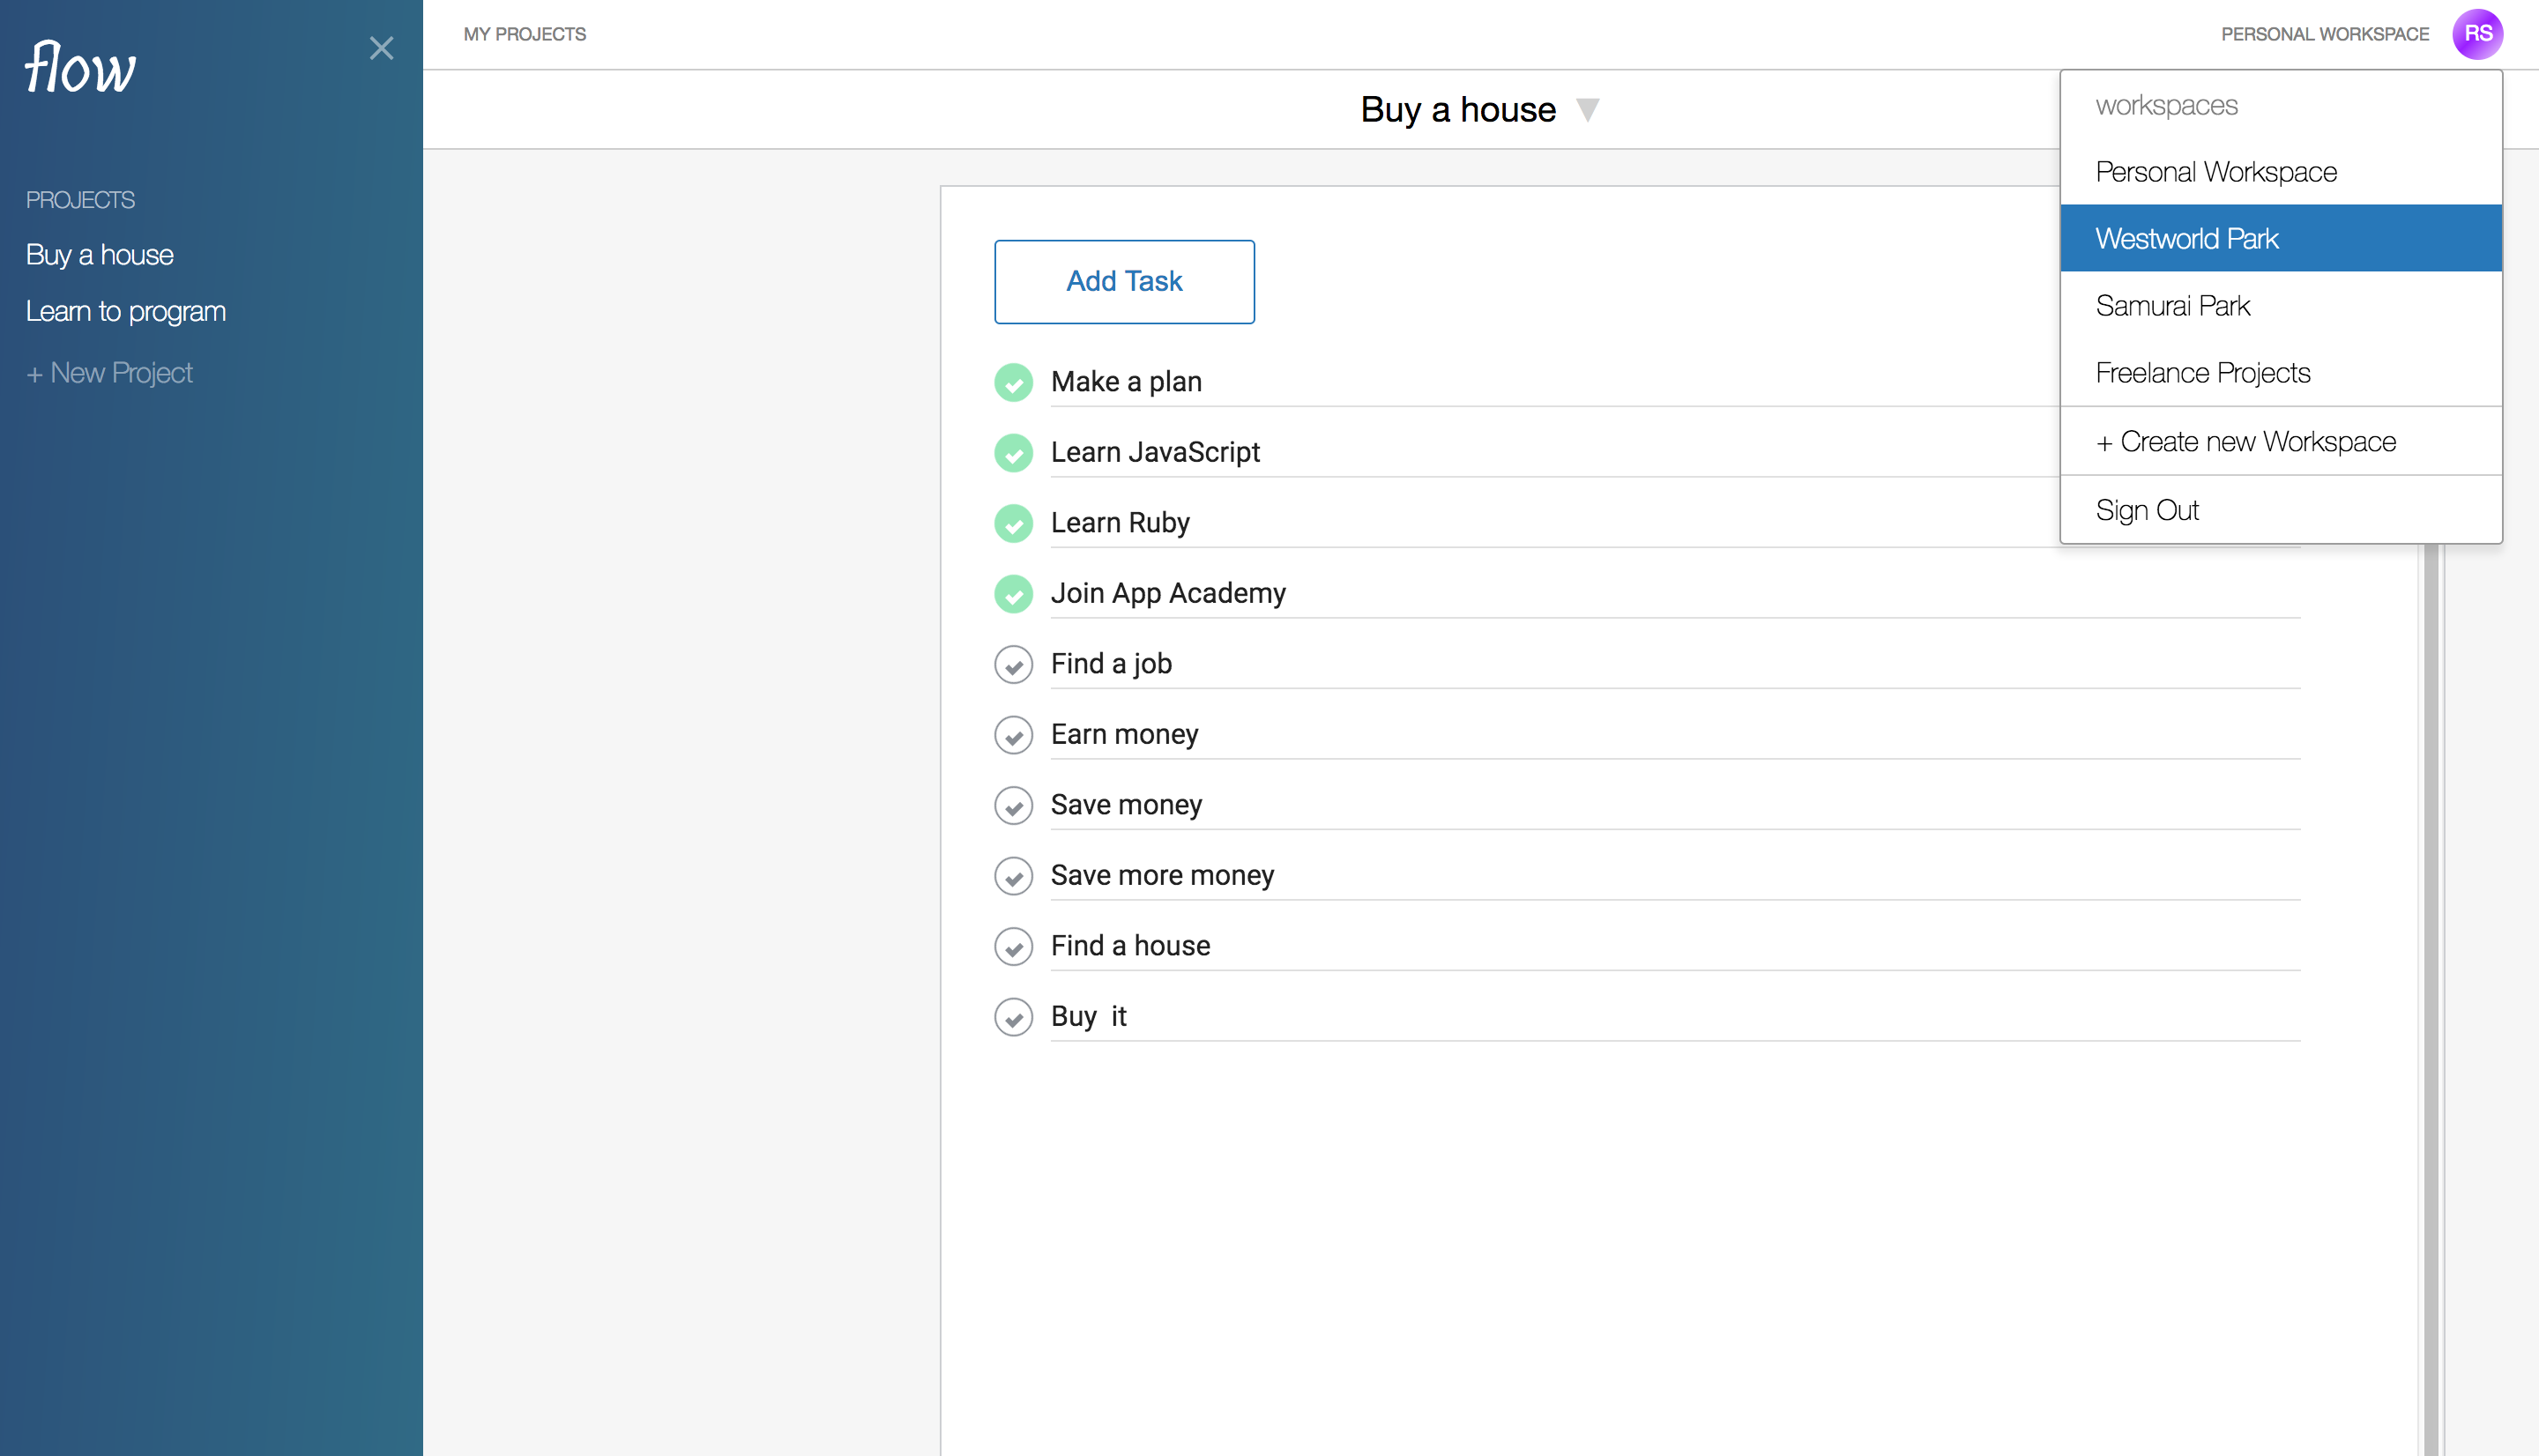 flow
PROJECTS
Buy a house
Learn to program
+ New Project
MY PROJECTS
PERSONAL WORKSPACE
RS
Buy a house
Add Task
Make a plan
Learn JavaScript
Learn Ruby
Join App Academy
Find a job
Earn money
Save money
Save more money
Find a house
Buy  it
workspaces
Personal Workspace
Westworld Park
Samurai Park
Freelance Projects
+ Create new Workspace
Sign Out